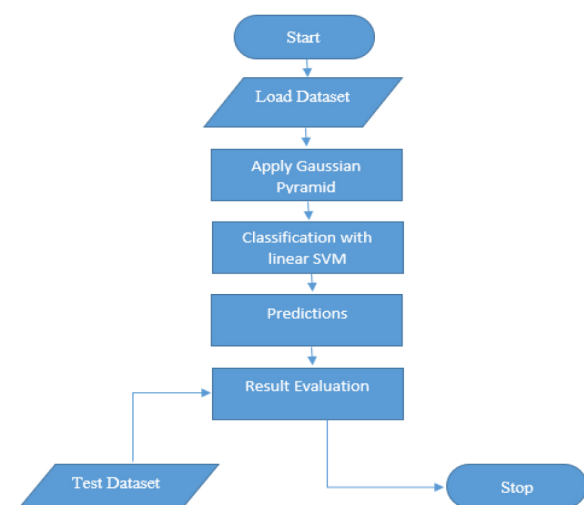 Start
Load Dataset
Apply Gaussian
Pyramid
Classification with
linear SVM
Predictions
Result Evaluation
Test Dataset
Stop